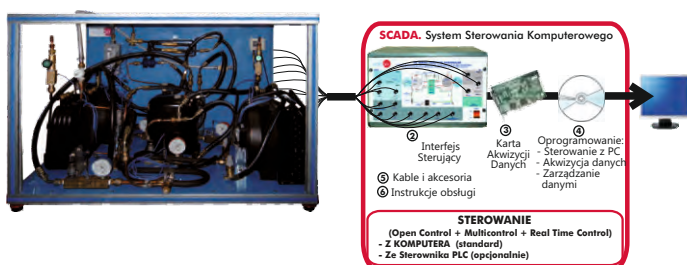 SCADA. System Sterowania Komputerowego
②
Interfejs
Sterujący
③
Karta
Akwizycji
Danych
④
Oprogramowanie:
- Sterowanie z PC
- Akwizycja danych
- Zarządzanie
danymi
⑤ Kable i akcesoria
⑥ Instrukcje obsługi
STEROWANIE
(Open Control + Multicontrol + Real Time Control)
- Z KOMPUTERA (standard)
- Ze Sterownika PLC (opcjonalnie)